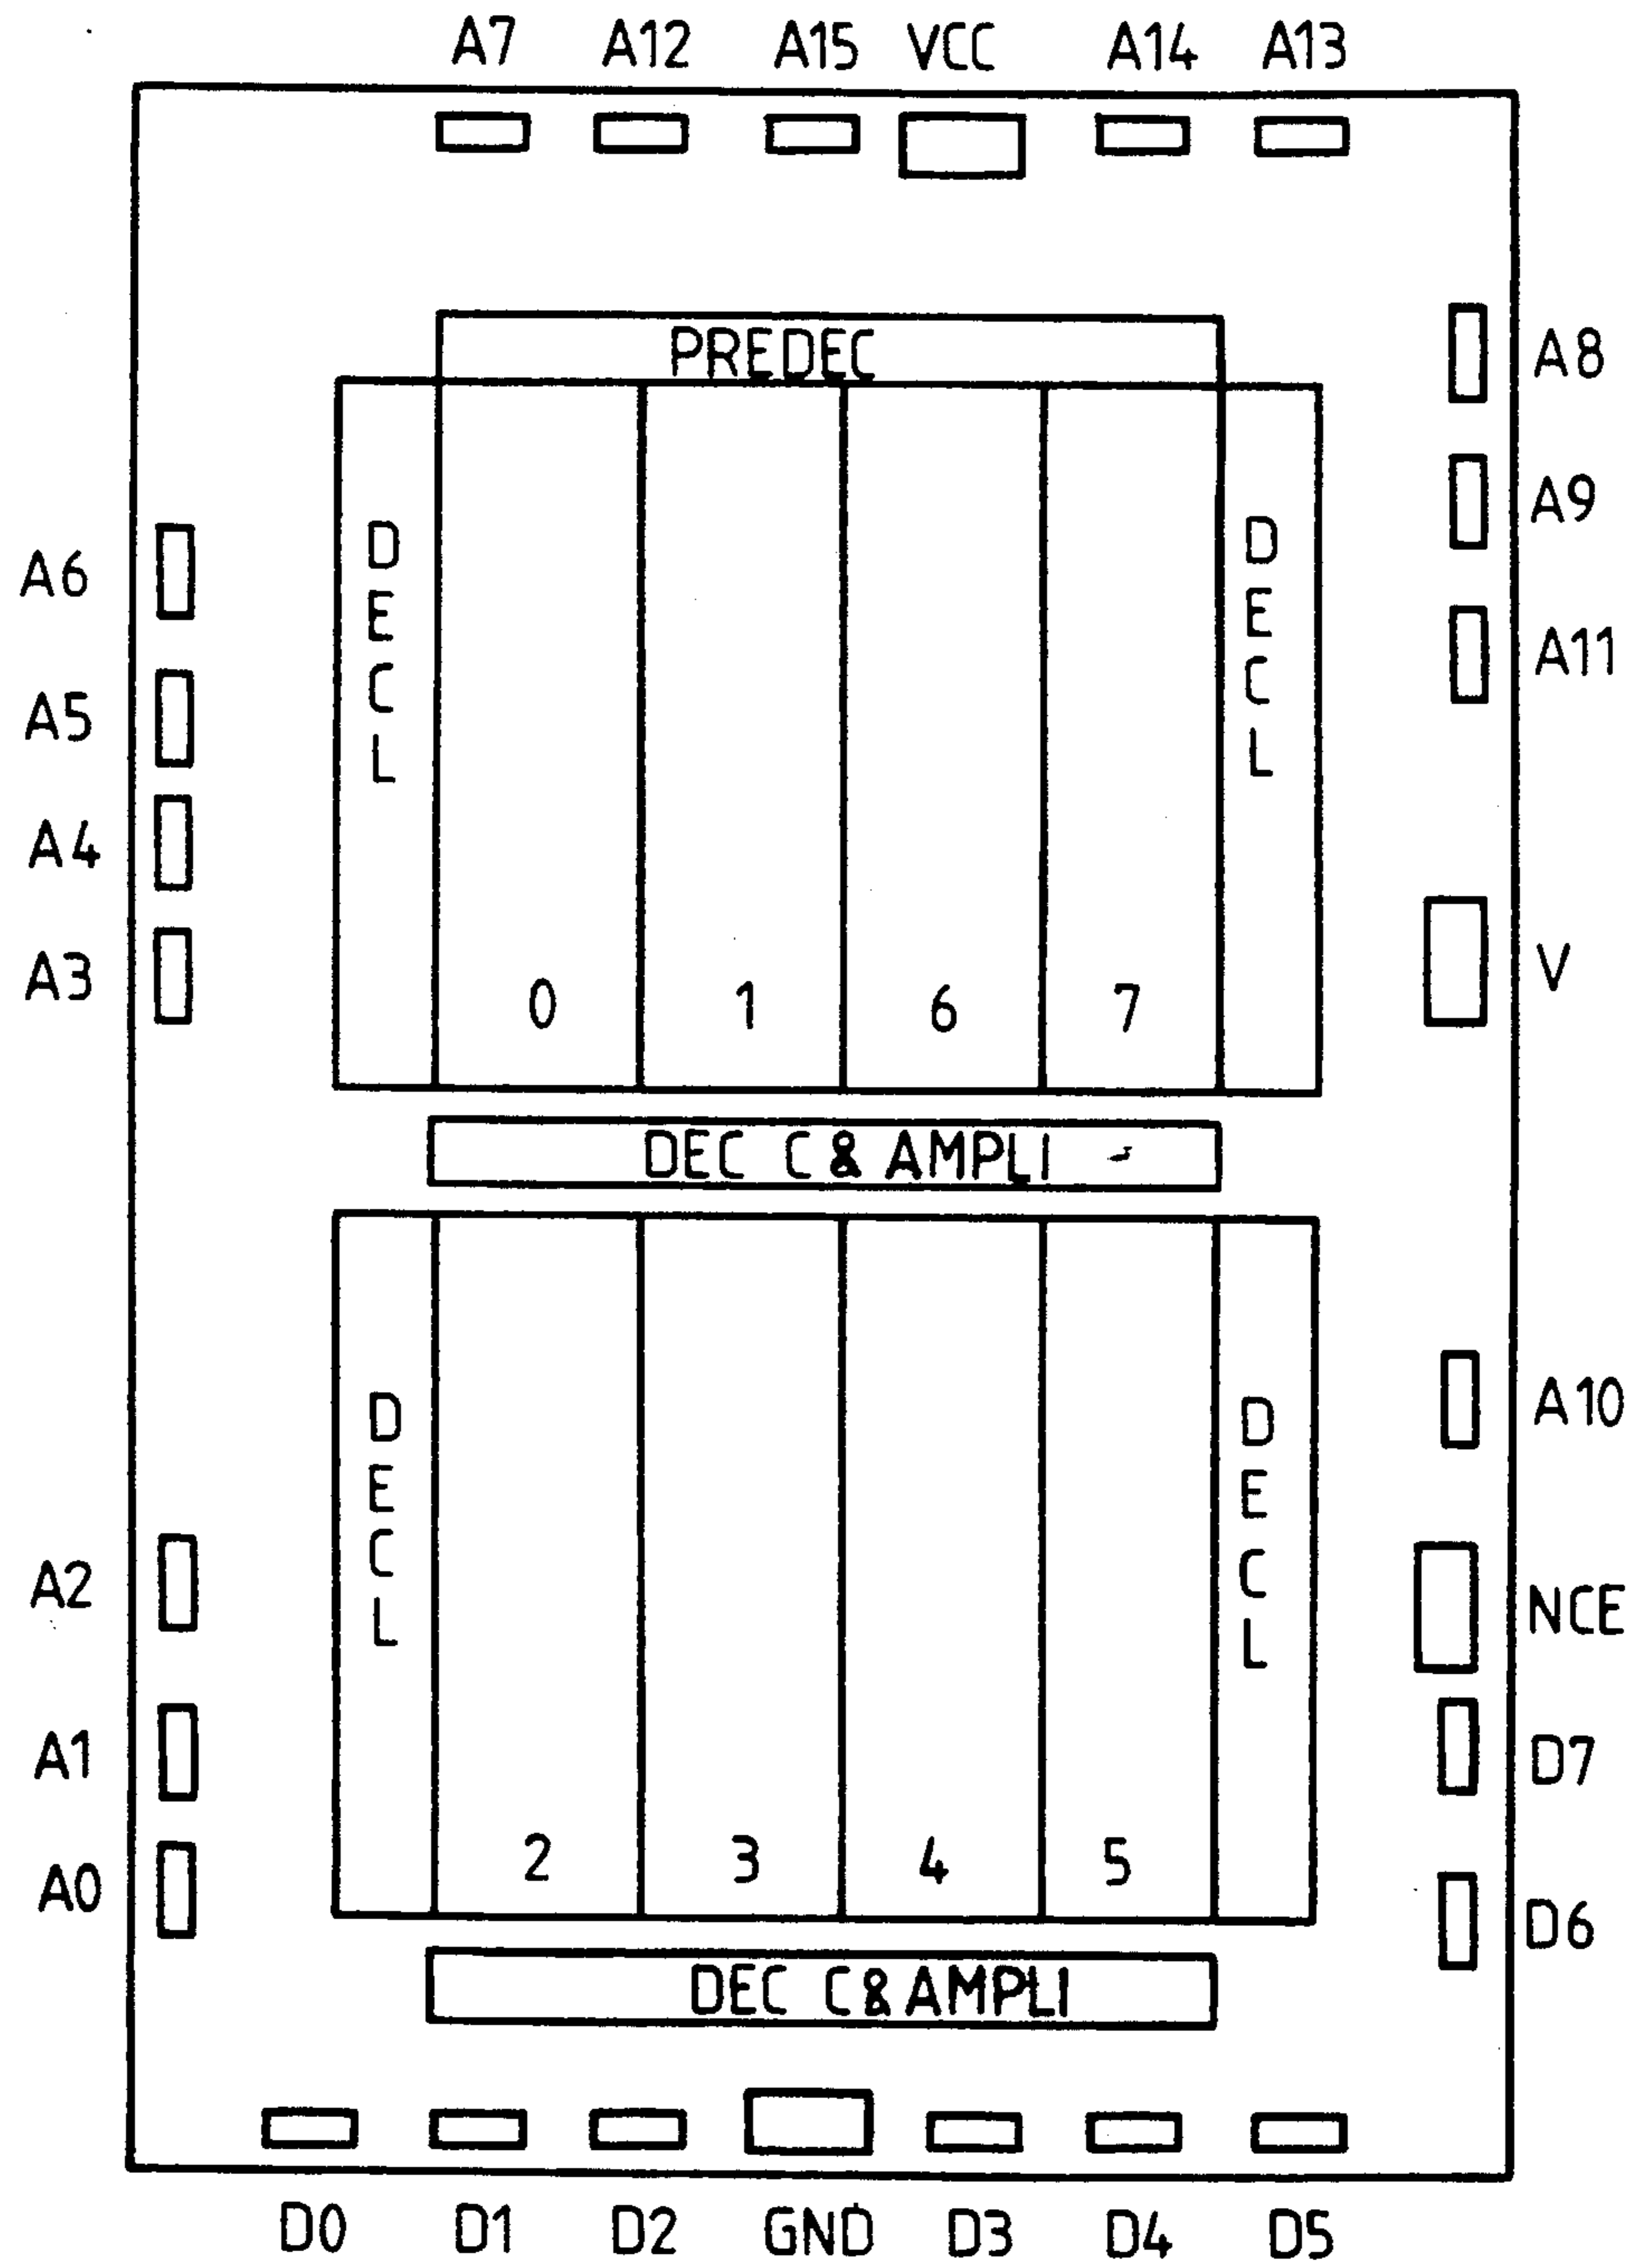 A7 A12 A15 VCC A14 A13
PREDEC
A8
A9
A6
DECL
DECL
A11
A5
A4
A3
V
0 1 6 7
DEC C & AMPLI
A10
DECL
DECL
A2
NCE
A1
D7
2 3 4 5
A0
D6
DEC C & AMPLI
D0 D1 D2 GND D3 D4 D5